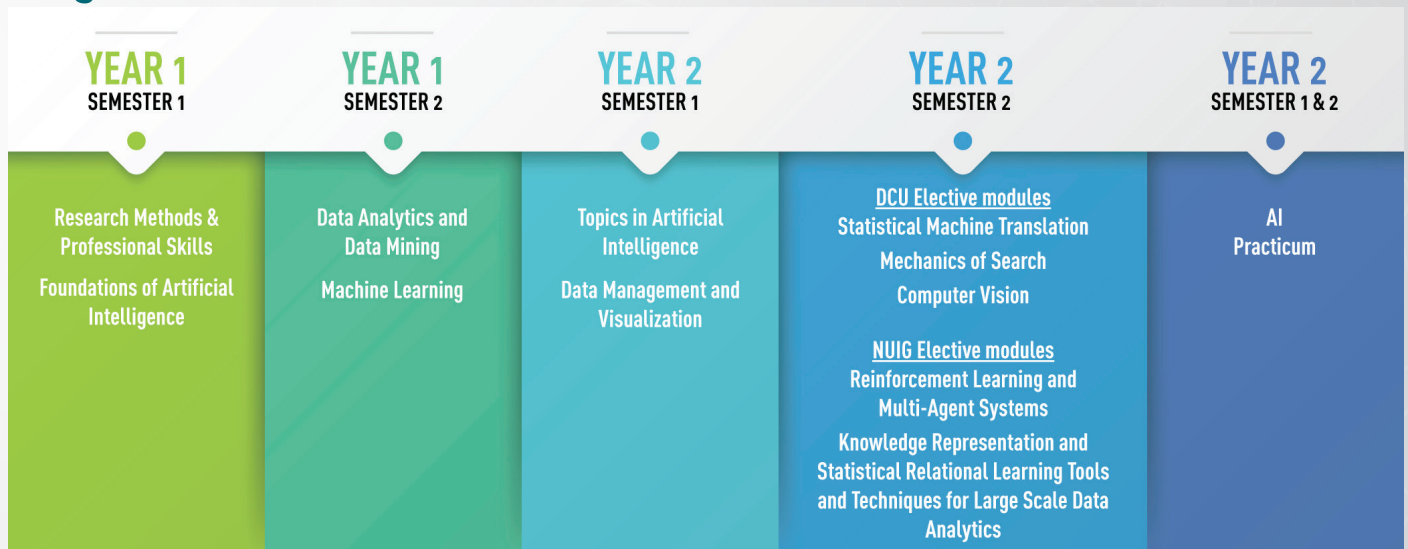 YEAR 1
SEMESTER 1
Research Methods &
Professional Skills
Foundations of Artificial
Intelligence
YEAR 1
SEMESTER 2
Data Analytics and
Data Mining
Machine Learning
YEAR 2
SEMESTER 1
Topics in Artificial
Intelligence
Data Management and
Visualization
YEAR 2
SEMESTER 2
DCU Elective modules
Statistical Machine Translation
Mechanics of Search
Computer Vision
NUIG Elective modules
Reinforcement Learning and
Multi-Agent Systems
Knowledge Representation and
Statistical Relational Learning Tools
and Techniques for Large Scale Data
Analytics
YEAR 2
SEMESTER 1 & 2
AI
Practicum